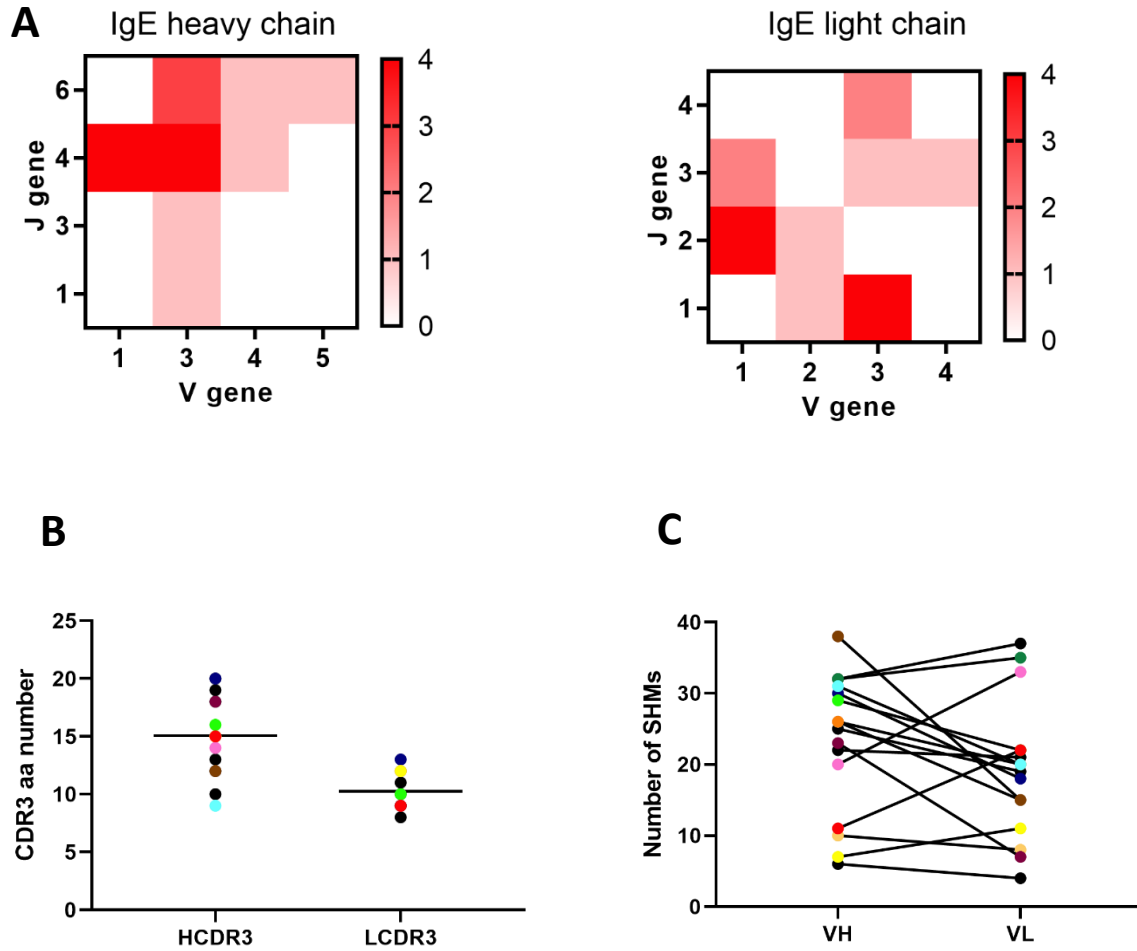 A
IgE heavy chain
6
4
3
1
J gene
1 3 4 5
V gene
4
3
2
1
0
IgE light chain
4
3
2
1
J gene
1 2 3 4
V gene
4
3
2
1
0
B
25
20
15
10
5
0
CDR3 aa number
HCDR3 LCDR3
C
40
30
20
10
0
Number of SHMs
VH VL